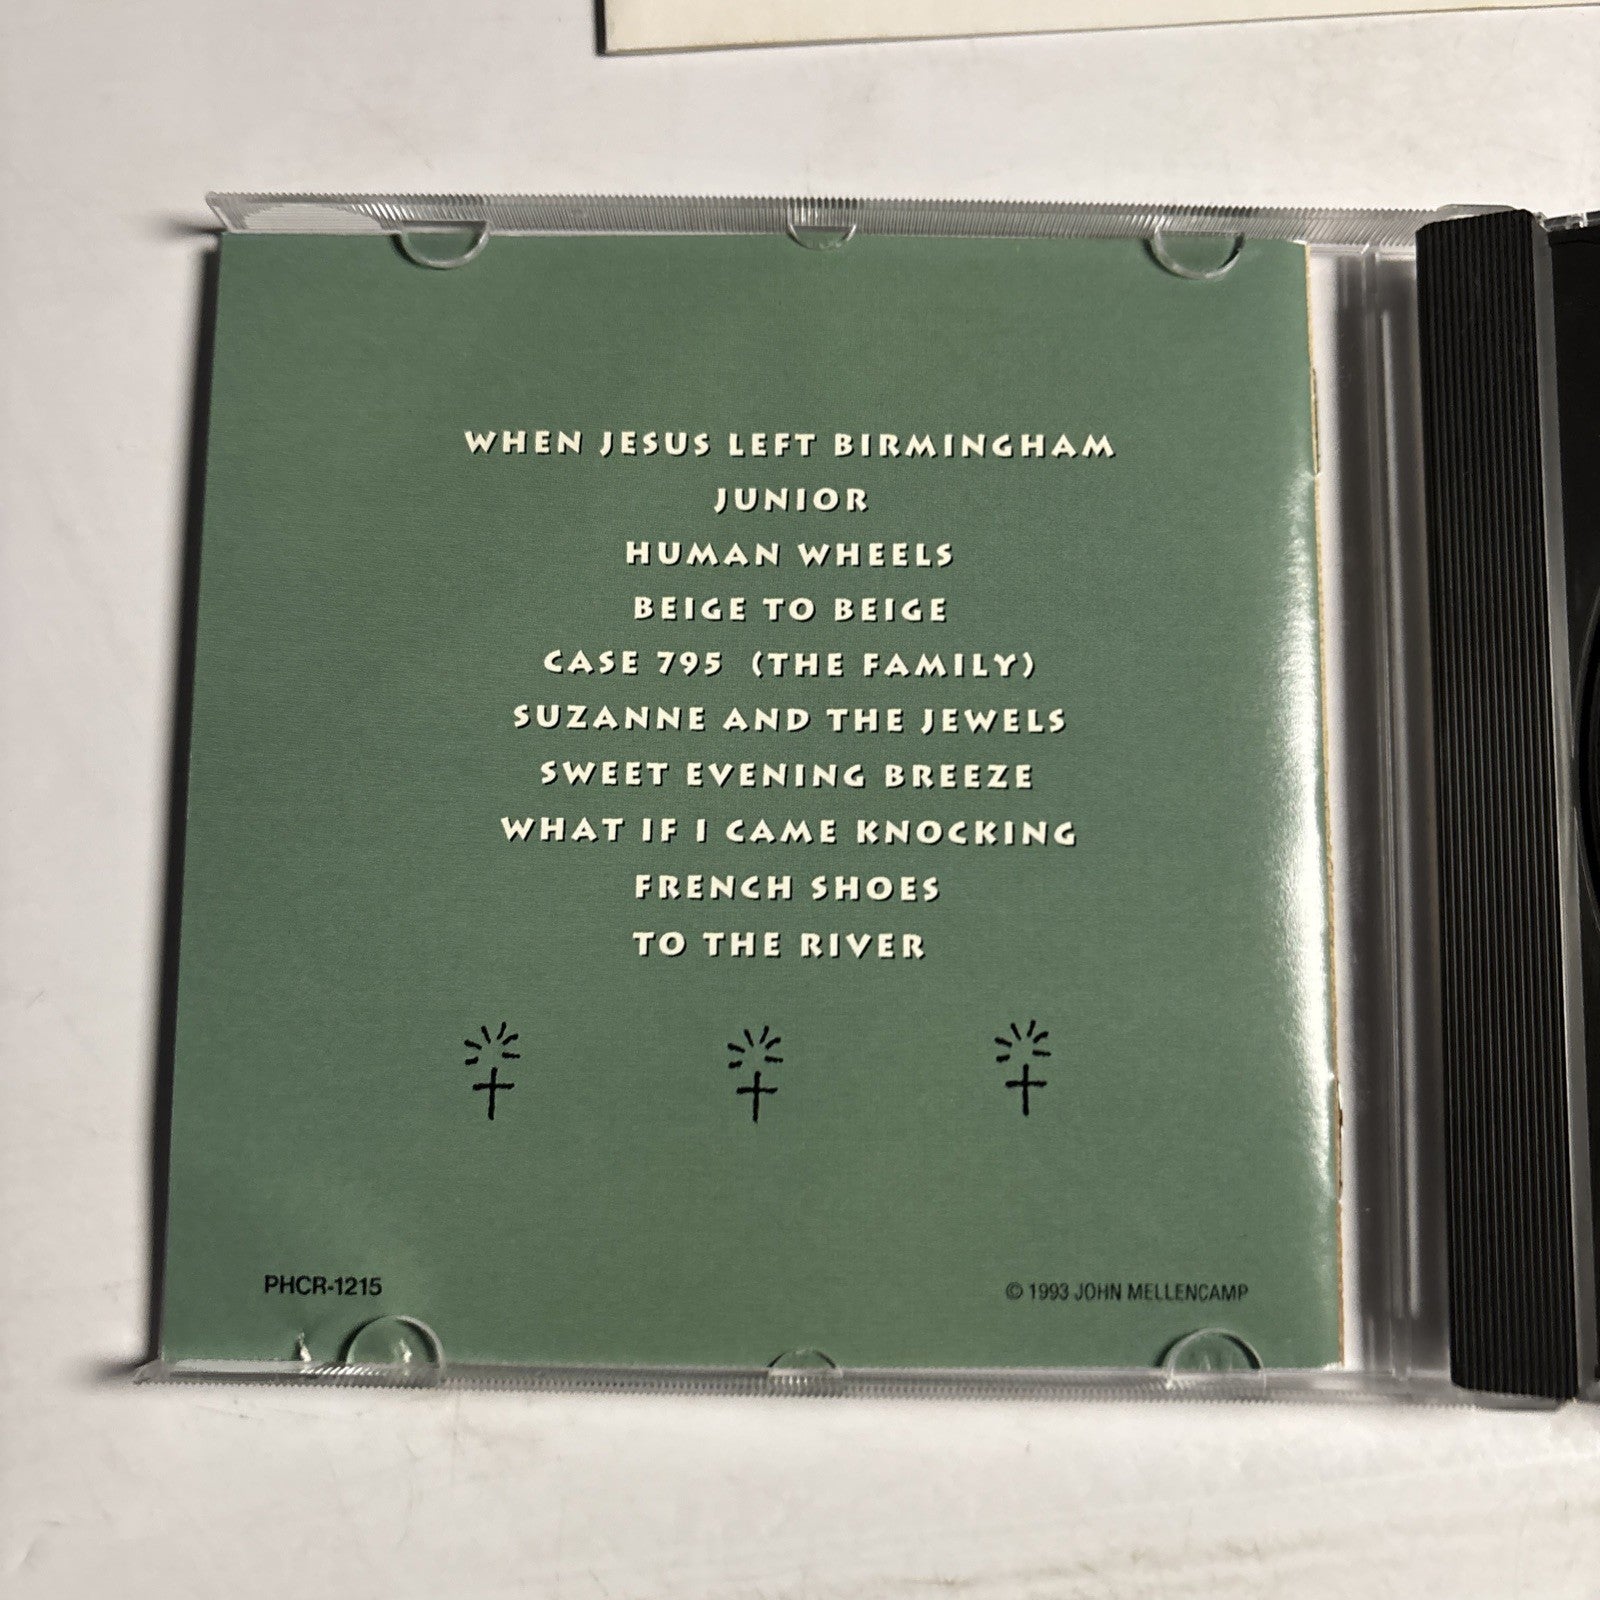 WHEN JESUS LEFT BIRMINGHAM
JUNIOR
HUMAN WHEELS
BEIGE TO BEIGE
CASE 795 (THE FAMILY)
SUZANNE AND THE JEWELS
SWEET EVENING BREEZE
WHAT IF I CAME KNOCKING
FRENCH SHOES
TO THE RIVER
PHCR-1215
© 1993 JOHN MELLENCAMP